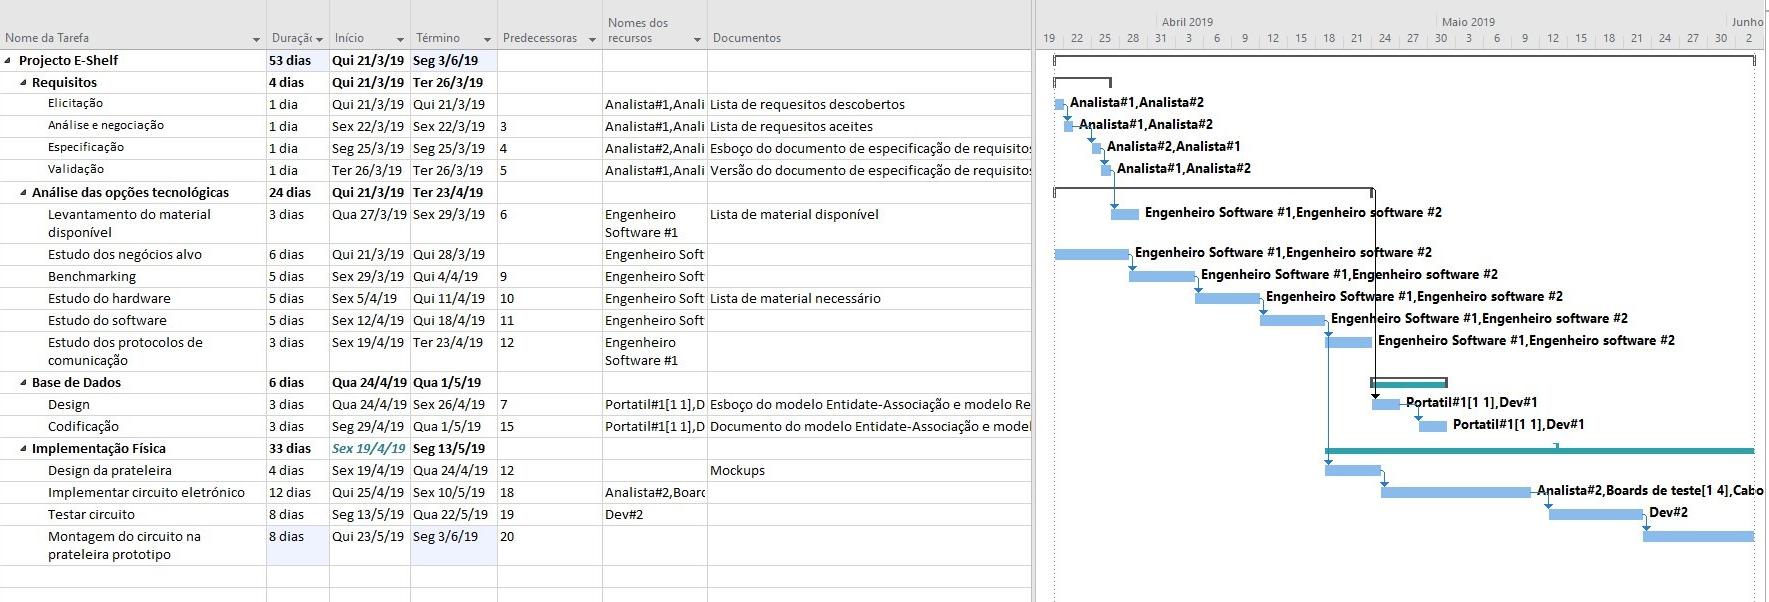 Abril 2019 Maio 2019 Junho
Nomes dos
Nome da Tarefa Duraçã Início Término Predecessoras recursos Documentos 19 22 25 28 31 3 6 9 12 15 18 21 24 27 30 3 6 9 12 15 18 21 24 27 30 2
Projecto E-Shelf 53 dias Qui 21/3/19 Seg 3/6/19
Requisitos 4 dias Qui 21/3/19 Ter 26/3/19
Elicitação 1 dia Qui 21/3/19 Qui 21/3/19 Analista#1,Anali Lista de requesitos descobertos Analista#1,Analista#2
Análise e negociação 1 dia Sex 22/3/19 Sex 22/3/19 3 Analista#1,Anali Lista de requesitos aceites Analista#1,Analista#2
Especificação 1 dia Seg 25/3/19 Seg 25/3/19 4 Analista#2,Anali Esboço do documento de especificação de requisitos Analista#2,Analista#1
Validação 1 dia Ter 26/3/19 Ter 26/3/19 5 Analista#1,Anali Versão do documento de especificação de requisitos Analista#1,Analista#2
Análise das opções tecnológicas 24 dias Qui 21/3/19 Ter 23/4/19
Levantamento do material 3 dias Qua 27/3/19 Sex 29/3/19 6 Engenheiro Lista de material disponível Engenheiro Software #1,Engenheiro software #2
disponível Software #1
Estudo dos negócios alvo 6 dias Qui 21/3/19 Qui 28/3/19 Engenheiro Soft Engenheiro Software #1,Engenheiro software #2
Benchmarking 5 dias Sex 29/3/19 Qui 4/4/19 9 Engenheiro Soft Engenheiro Software #1,Engenheiro software #2
Estudo do hardware 5 dias Sex 5/4/19 Qui 11/4/19 10 Engenheiro Soft Lista de material necessário Engenheiro Software #1,Engenheiro software #2
Estudo do software 5 dias Sex 12/4/19 Qui 18/4/19 11 Engenheiro Soft Engenheiro Software #1,Engenheiro software #2
Estudo dos protocolos de 3 dias Sex 19/4/19 Ter 23/4/19 12 Engenheiro Engenheiro Software #1,Engenheiro software #2
comunicação Software #1
Base de Dados 6 dias Qua 24/4/19 Qua 1/5/19
Design 3 dias Qua 24/4/19 Sex 26/4/19 7 Portatil#1[1 1],D Esboço do modelo Entidate-Associação e modelo Re Portatil#1[1 1],Dev#1
Codificação 3 dias Seg 29/4/19 Qua 1/5/19 15 Portatil#1[1 1],D Documento do modelo Entidate-Associação e model Portatil#1[1 1],Dev#1
Implementação Física 33 dias Sex 19/4/19 Seg 13/5/19
Design da prateleira 4 dias Sex 19/4/19 Qua 24/4/19 12 Mockups
Implementar circuito eletrónico 12 dias Qui 25/4/19 Sex 10/5/19 18 Analista#2,Board Analista#2,Boards de teste[1 4],Cabo
Testar circuito 8 dias Seg 13/5/19 Qua 22/5/19 19 Dev#2 Dev#2
Montagem do circuito na 8 dias Qui 23/5/19 Seg 3/6/19 20
prateleira prototipo